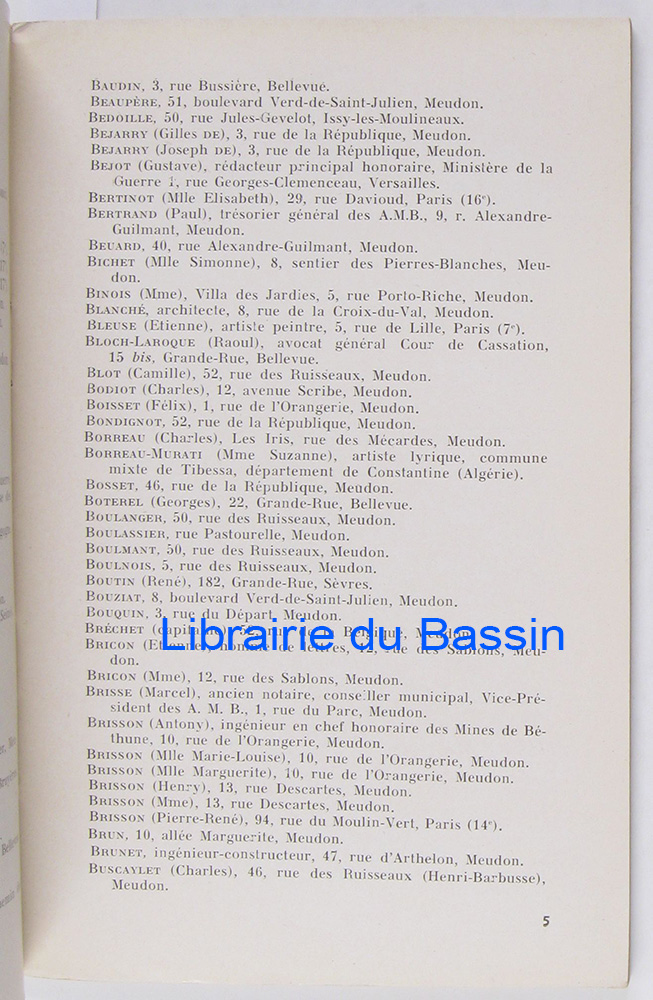 BAUDIN, 3, rue Bussière, Bellevue.
BEAUPÈRE, 51, boulevard Verd-de-Saint-Julien, Meudon.
BEDOILLE, 50, rue Jules-Gévelot, Issy-les-Moulineaux.
BEJARRY (Gilles DE), 3, rue de la République, Meudon.
BEJARRY (Joseph DE), 3, rue de la République, Meudon.
BEJOT (Gustave), rédacteur principal honoraire, Ministère de la
Guerre 1, rue Georges-Clemenceau, Versailles.
BERTINOT (Mlle Elisabeth), 29, rue Davioud, Paris (16e).
BERTRAND (Paul), trésorier général des A.M.B., 9, r. Alexandre-
Guilmant, Meudon.
BEUARD, 40, rue Alexandre-Guilmant, Meudon.
BICHET (Mlle Simonne), 8, sentier des Pierres-Blanches, Meu-
don.
BINOIS (Mme), Villa des Jardies, 5, rue Porto-Riche, Meudon.
BLANCHÉ, architecte, 8, rue de la Croix-du-Val, Meudon.
BLEUSE (Etienne), artiste peintre, 5, rue de Lille, Paris (7e).
BLOCH-LAROQUE (Raoul), avocat général Cour de Cassation,
15 bis, Grande-Rue, Bellevue.
BLOT (Camille), 52, rue des Ruisseaux, Meudon.
BODIOT (Charles), 12, avenue Scribe, Meudon.
BOISSET (Félix), 1, rue de l'Orangerie, Meudon.
BONDIGNOT, 52, rue de la République, Meudon.
BORREAU (Charles), Les Iris, rue des Mécardes, Meudon.
BORREAU-MURATI (Mme Suzanne), artiste lyrique, commune
mixte de Tibessa, département de Constantine (Algérie).
BOSSET, 46, rue de la République, Meudon.
BOTEREL (Georges), 22, Grande-Rue, Bellevue.
BOULANGER, 50, rue des Ruisseaux, Meudon.
BOULASSIER, rue Pastourelle, Meudon.
BOULMANT, 50, rue des Ruisseaux, Meudon.
BOULNOIS, 5, rue des Ruisseaux, Meudon.
BOUTIN (René), 182, Grande-Rue, Sèvres.
BOUZIAT, 8, boulevard Verd-de-Saint-Julien, Meudon.
BOUQUIN, 3, rue du Départ, Meudon.
BRÉCHET (capitaine), rue de Belgique, Meudon.
Librairie du Bassin
BRICON (Etienne), homme de lettres, 12, rue des Sablons, Meu-
don.
BRICON (Mme), 12, rue des Sablons, Meudon.
BRISSE (Marcel), ancien notaire, conseiller municipal, Vice-Pré-
sident des A. M. B., 1, rue du Parc, Meudon.
BRISSON (Antony), ingénieur en chef honoraire des Mines de Bé-
thune, 10, rue de l'Orangerie, Meudon.
BRISSON (Mlle Marie-Louise), 10, rue de l'Orangerie, Meudon.
BRISSON (Mlle Marguerite), 10, rue de l'Orangerie, Meudon.
BRISSON (Henry), 13, rue Descartes, Meudon.
BRISSON (Mme), 13, rue Descartes, Meudon.
BRISSON (Pierre-René), 94, rue du Moulin-Vert, Paris (14e).
BRUN, 10, allée Marguerite, Meudon.
BRUNET, ingénieur-constructeur, 47, rue d'Arthelon, Meudon.
BUSCAYLET (Charles), 46, rue des Ruisseaux (Henri-Barbusse),
Meudon.
5